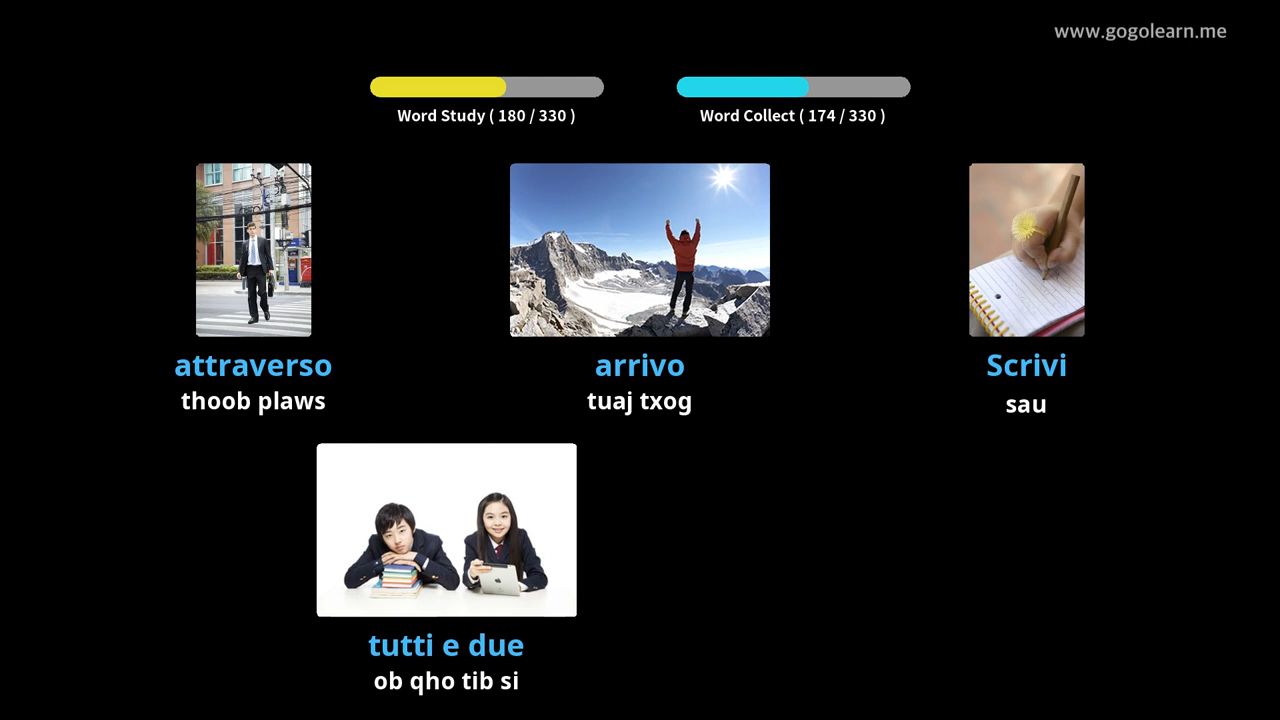 www.gogolearn.me
Word Study ( 180 / 330 )
Word Collect ( 174 / 330 )
attraverso
thoob plaws
arrivo
tuaj txog
Scrivi
sau
tutti e due
ob qho tib si